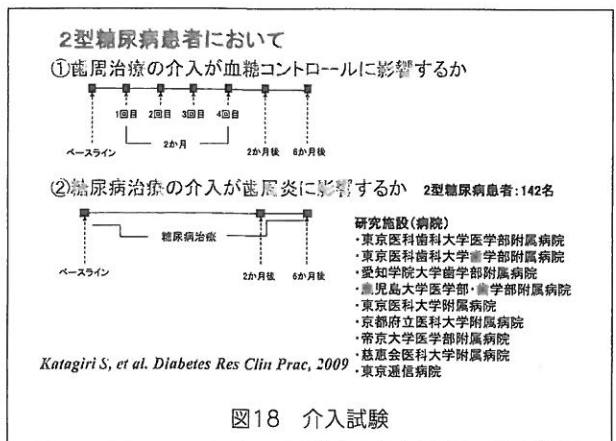 2型糖尿病患者において
①歯周治療の介入が血糖コントロールに影響するか
1回目 2回目 3回目 4回目
2か月
ベースライン 2か月後 6か月後
②糖尿病治療の介入が歯周炎に影響するか 2型糖尿病患者:142名
糖尿病治療
ベースライン 2か月後 6か月後
研究施設(病院)
・東京医科歯科大学医学部附属病院
・東京医科歯科大学歯学部附属病院
・愛知学院大学歯学部附属病院
・鹿児島大学医学部・歯学部附属病院
・東京医科大学附属病院
・京都府立医科大学附属病院
・帝京大学医学部附属病院
・慈恵会医科大学附属病院
・東京逓信病院
Katagiri S, et al. Diabetes Res Clin Prac, 2009
図18 介入試験